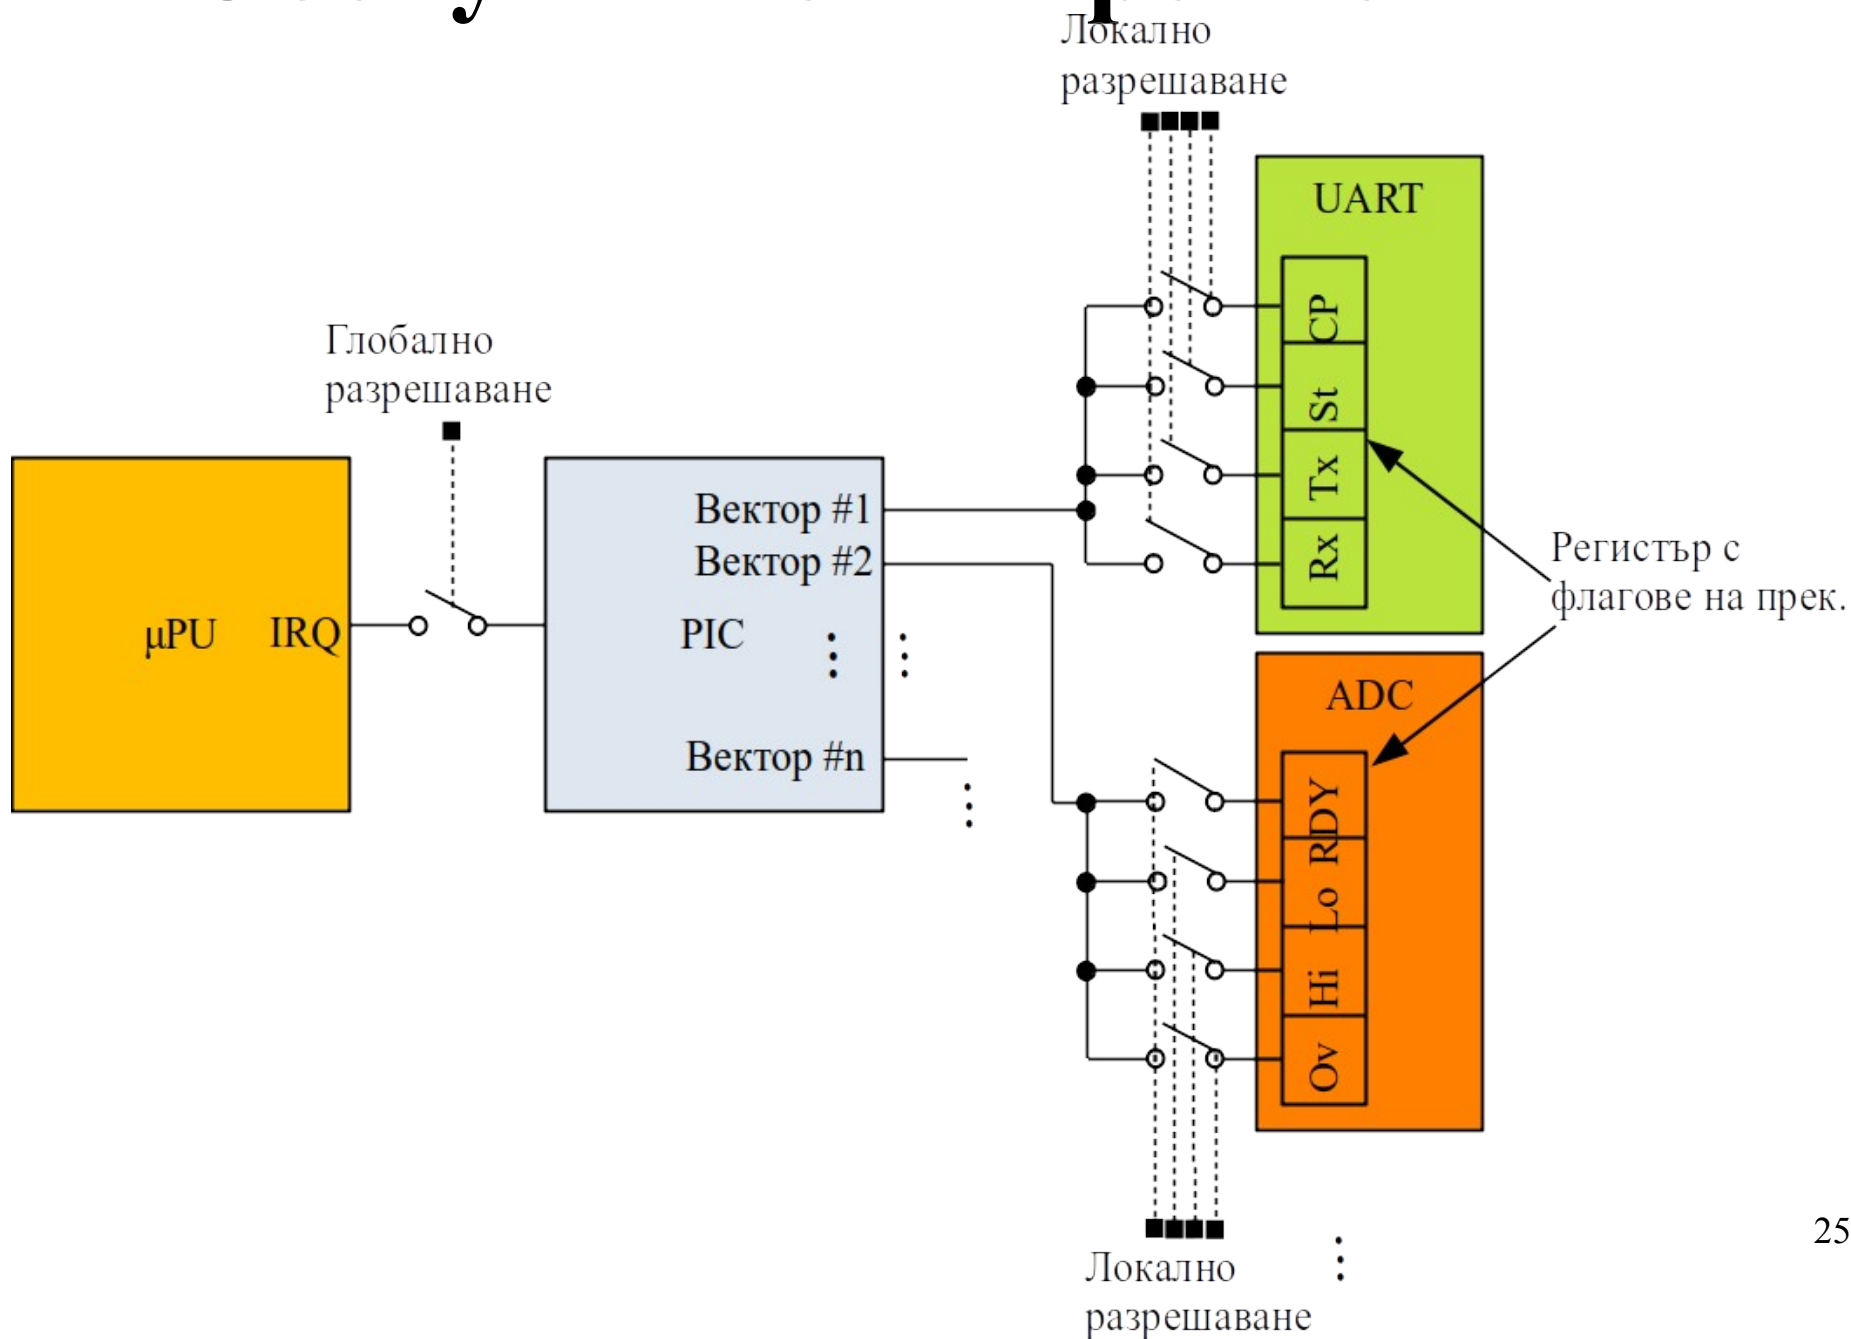 Локално
разрешаване
UART
CP
St
Tx
Rx
Глобално
разрешаване
µPU IRQ
PIC
Вектор #1
Вектор #2
Вектор #n
Регистър с
флагове на прек.
ADC
RDY
Lo
Hi
Ov
Локално
разрешаване
25